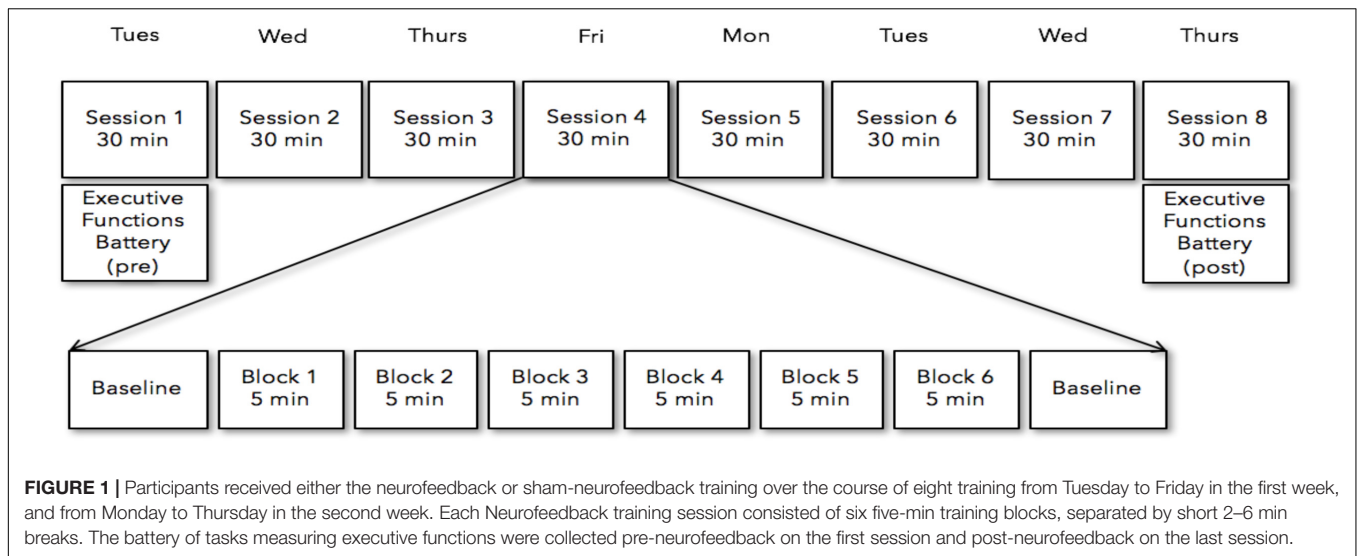 Tues Wed Thurs Fri Mon Tues Wed Thurs
Session 1 Session 2 Session 3 Session 4 Session 5 Session 6 Session 7 Session 8
30 min 30 min 30 min 30 min 30 min 30 min 30 min 30 min
Executive Executive
Functions Functions
Battery Battery
(pre) (post)
Baseline Block 1 Block 2 Block 3 Block 4 Block 5 Block 6 Baseline
5 min 5 min 5 min 5 min 5 min 5 min
FIGURE 1 | Participants received either the neurofeedback or sham-neurofeedback training over the course of eight training from Tuesday to Friday in the first week,
and from Monday to Thursday in the second week. Each Neurofeedback training session consisted of six five-min training blocks, separated by short 2–6 min
breaks. The battery of tasks measuring executive functions were collected pre-neurofeedback on the first session and post-neurofeedback on the last session.